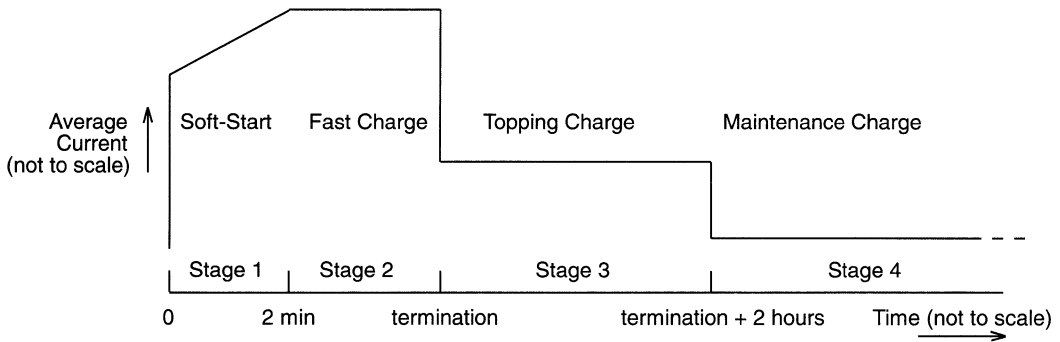 Average
Current
(not to scale)
Soft-Start
Fast Charge
Topping Charge
Maintenance Charge
Stage 1
Stage 2
Stage 3
Stage 4
0
2 min
termination
termination + 2 hours
Time (not to scale)